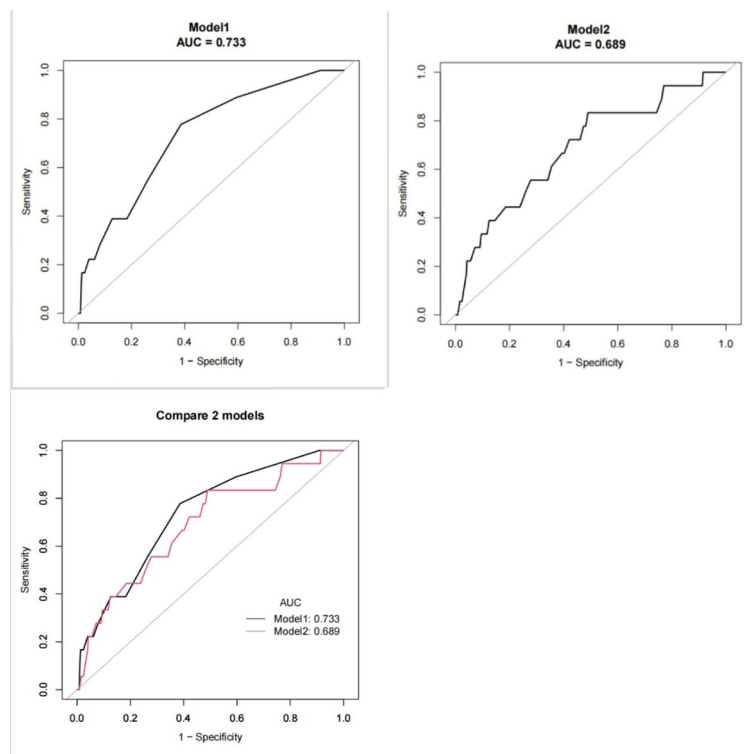 Model1
AUC = 0.733
Sensitivity
1.0
0.8
0.6
0.4
0.2
0.0
0.0 0.2 0.4 0.6 0.8 1.0
1 − Specificity
Model2
AUC = 0.689
Sensitivity
1.0
0.8
0.6
0.4
0.2
0.0
0.0 0.2 0.4 0.6 0.8 1.0
1 − Specificity
Compare 2 models
Sensitivity
1.0
0.8
0.6
0.4
0.2
0.0
AUC
Model1: 0.733
Model2: 0.689
0.0 0.2 0.4 0.6 0.8 1.0
1 − Specificity